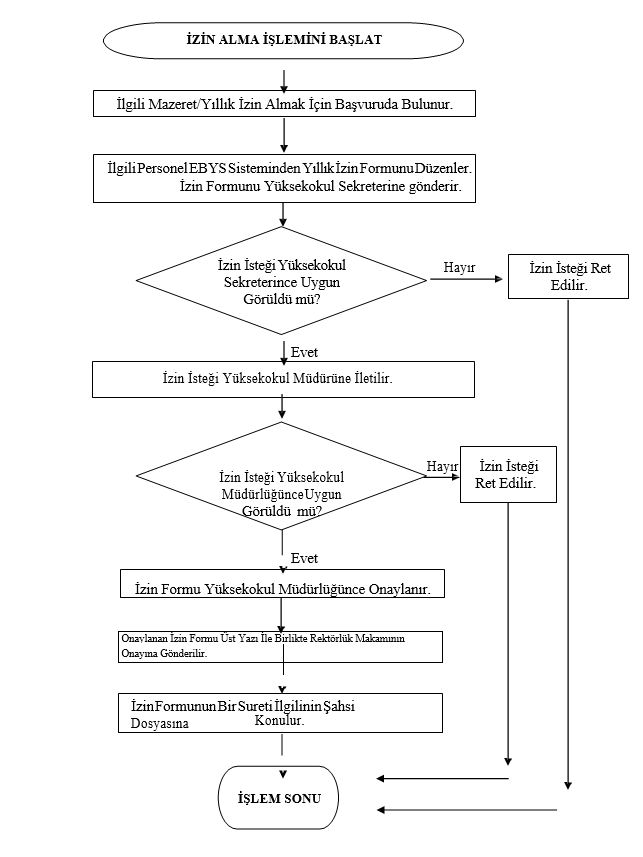 İZİN ALMA İŞLEMİNİ BAŞLAT
İlgili Mazeret/Yıllık İzin Almak İçin Başvuruda Bulunur.
İlgili Personel EBYS Sisteminden Yıllık İzin Formunu Düzenler.
İzin Formunu Yüksekokul Sekreterine gönderir.
İzin İsteği Yüksekokul
Sekreterince Uygun
Görüldü mü?
Hayır
İzin İsteği Ret
Edilir.
Evet
İzin İsteği Yüksekokul Müdürüne İletilir.
İzin İsteği Yüksekokul
Müdürlüğünce Uygun
Görüldü mü?
Hayır
İzin İsteği
Ret Edilir.
Evet
İzin Formu Yüksekokul Müdürlüğünce Onaylanır.
Onaylanan İzin Formu Üst Yazı İle Birlikte Rektörlük Makamının
Onayına Gönderilir.
İzin Formunun Bir Sureti İlgilinin Şahsi
Dosyasına Konulur.
İŞLEM SONU